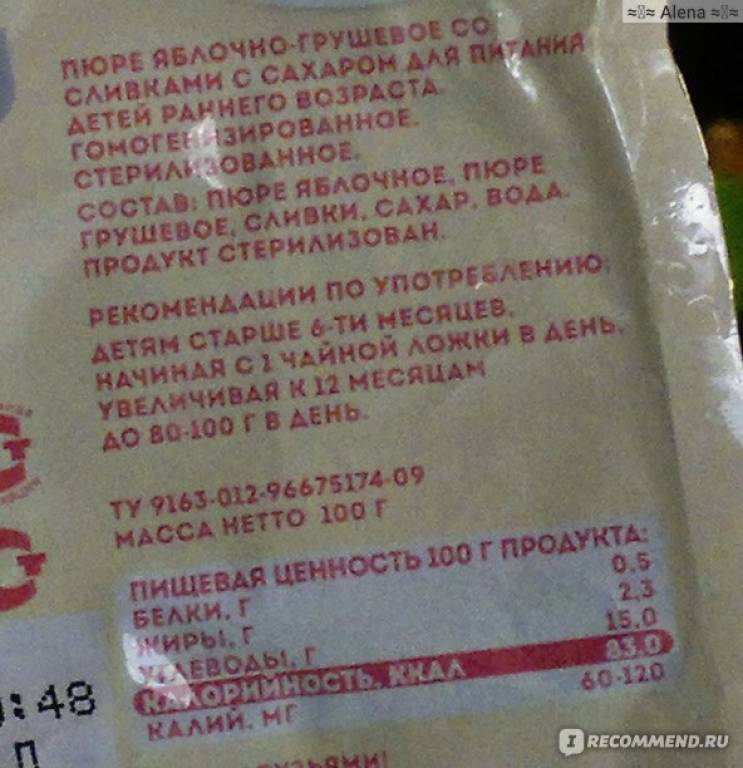 ≈ ≈ Alena ≈ ≈
ПЮРЕ ЯБЛОЧНО-ГРУШЕВОЕ СО
СЛИВКАМИ С САХАРОМ ДЛЯ ПИТАНИЯ
ДЕТЕЙ РАННЕГО ВОЗРАСТА.
ГОМОГЕНИЗИРОВАННОЕ.
СТЕРИЛИЗОВАННОЕ.
СОСТАВ: ПЮРЕ ЯБЛОЧНОЕ, ПЮРЕ
ГРУШЕВОЕ, СЛИВКИ, САХАР, ВОДА.
ПРОДУКТ СТЕРИЛИЗОВАН.
РЕКОМЕНДАЦИИ ПО УПОТРЕБЛЕНИЮ:
ДЕТЯМ СТАРШЕ 6-ТИ МЕСЯЦЕВ,
НАЧИНАЯ С 1 ЧАЙНОЙ ЛОЖКИ В ДЕНЬ,
УВЕЛИЧИВАЯ К 12 МЕСЯЦАМ
ДО 80-100 Г В ДЕНЬ.
ТУ 9163-012-96675174-09
МАССА НЕТТО 100 Г
ПИЩЕВАЯ ЦЕННОСТЬ 100 Г ПРОДУКТА:
БЕЛКИ, Г 0,5
ЖИРЫ, Г 2,3
УГЛЕВОДЫ, Г 15,0
КАЛОРИЙНОСТЬ, ККАЛ 83,0
КАЛИЙ, МГ 60-120
:48
П
IRECOMMEND.RU